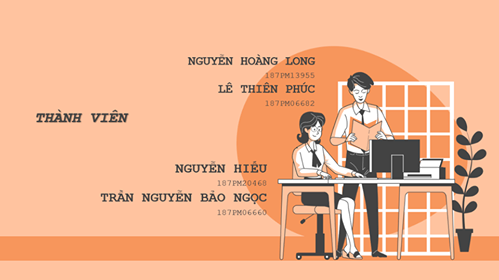 NGUYỄN HOÀNG LONG
187PM13955
LÊ THIÊN PHÚC
187PM06682
THÀNH VIÊN
NGUYỄN HIẾU
187PM20468
TRẦN NGUYỄN BẢO NGỌC
187PM06660